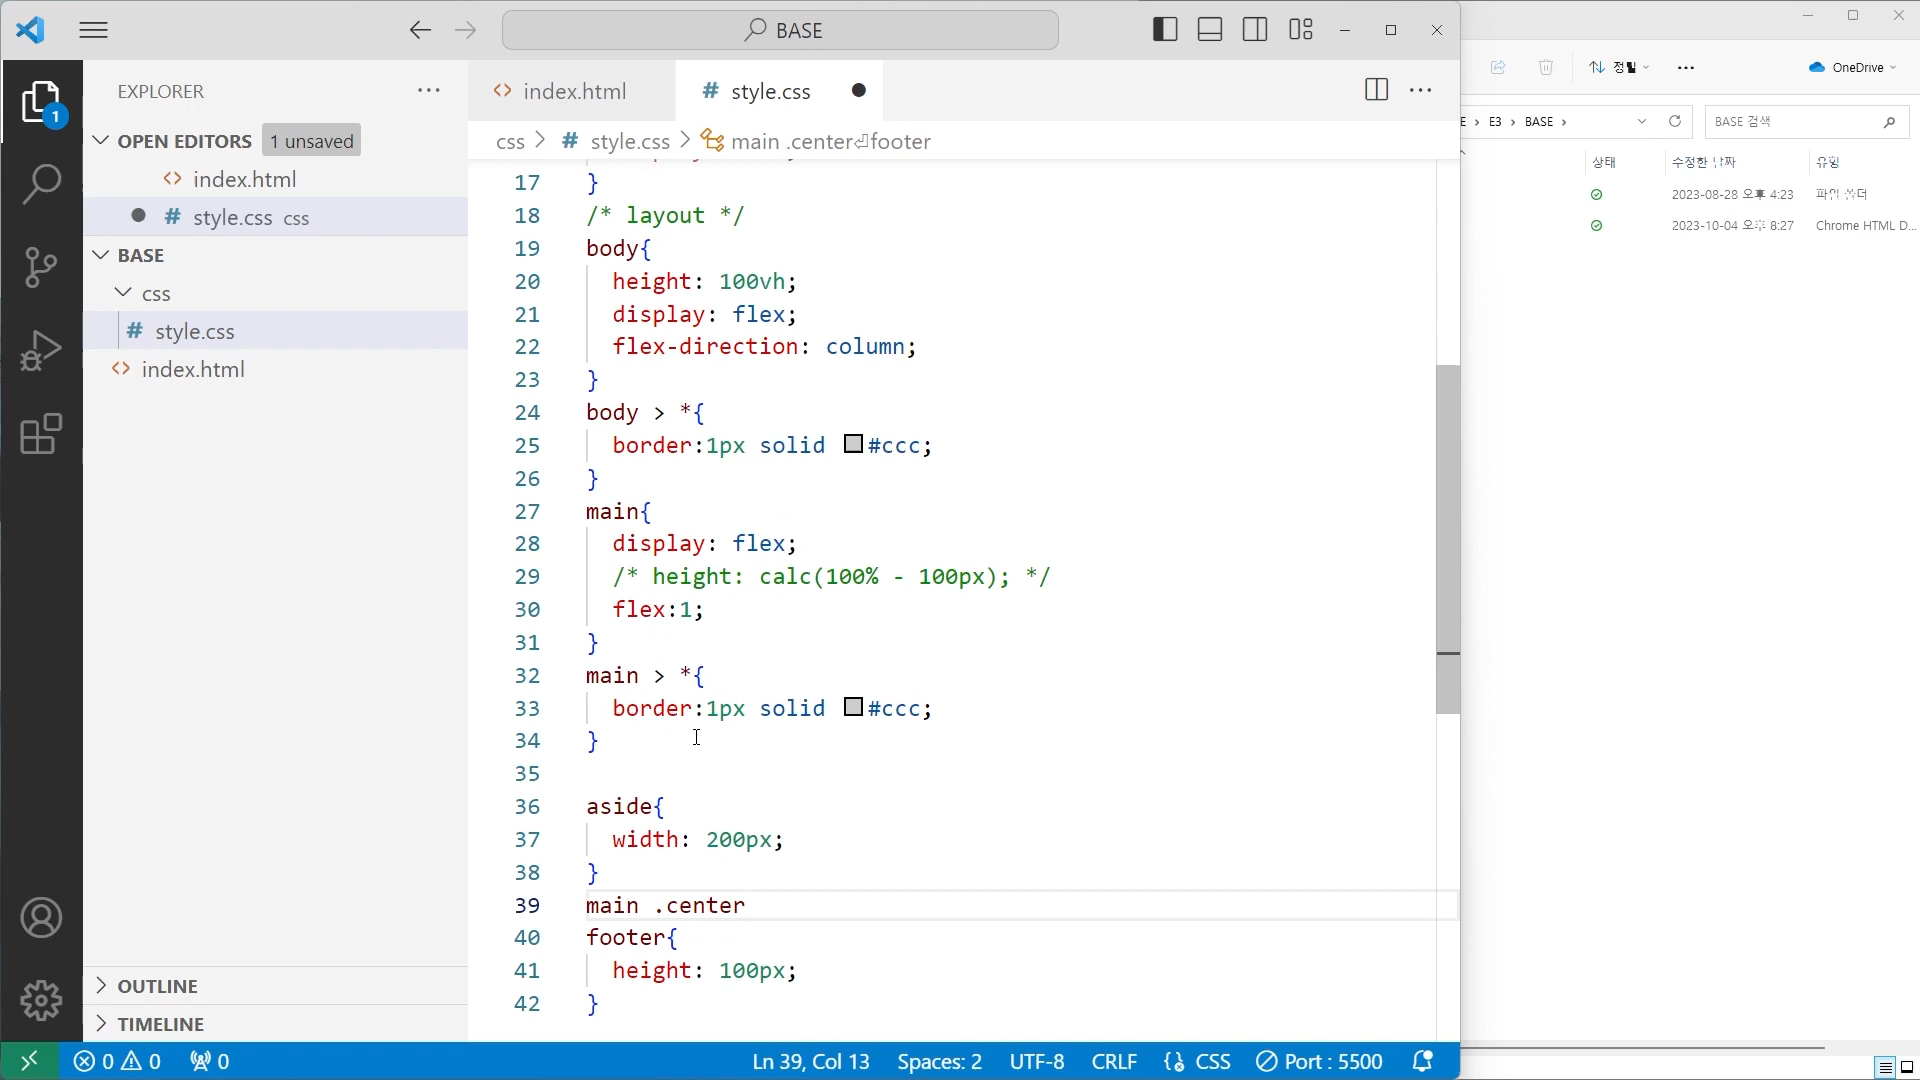 BASE
EXPLORER
OPEN EDITORS 1 unsaved
index.html
style.css css
BASE
css
style.css
index.html
OUTLINE
TIMELINE
1
index.html
style.css
css > style.css > main .center⏎footer
17 }
18 /* layout */
19 body{
20 height: 100vh;
21 display: flex;
22 flex-direction: column;
23 }
24 body > *{
25 border:1px solid #ccc;
26 }
27 main{
28 display: flex;
29 /* height: calc(100% - 100px); */
30 flex:1;
31 }
32 main > *{
33 border:1px solid #ccc;
34 }
35
36 aside{
37 width: 200px;
38 }
39 main .center
40 footer{
41 height: 100px;
42 }
0 0 0
Ln 39, Col 13 Spaces: 2 UTF-8 CRLF CSS Port : 5500
OneDrive
E3 > BASE >
BASE 검색
상태 수정한 날짜 유형
2023-08-28 오후 4:23 파일 폴더
2023-10-04 오후 8:27 Chrome HTML D...